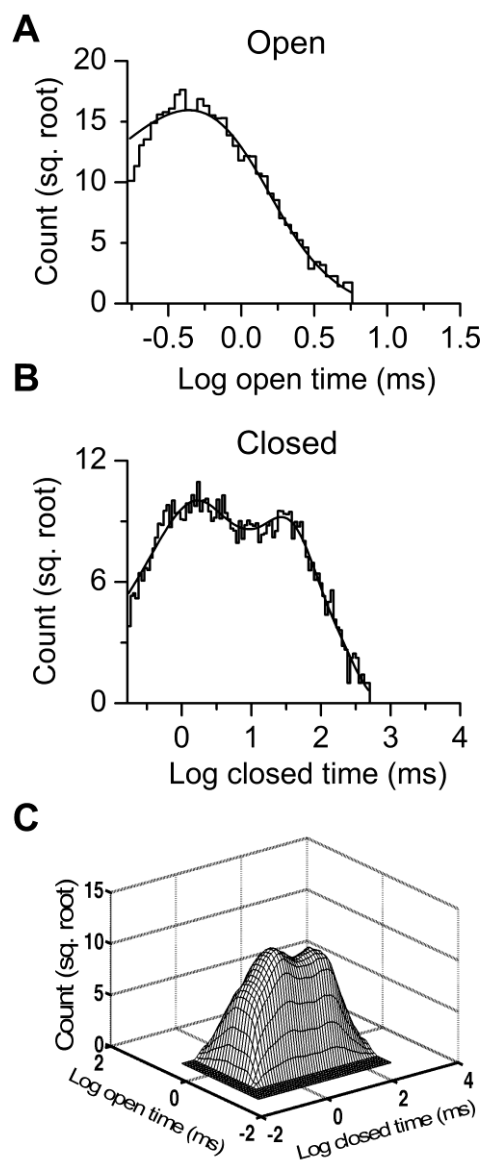 A
Open
20
15
10
5
0
Count (sq. root)
-0.5 0.0 0.5 1.0 1.5
Log open time (ms)
B
Closed
12
6
0
Count (sq. root)
0 1 2 3 4
Log closed time (ms)
C
15
10
5
0
Count (sq. root)
2
0
-2
Log open time (ms)
-2
0
2
4
Log closed time (ms)